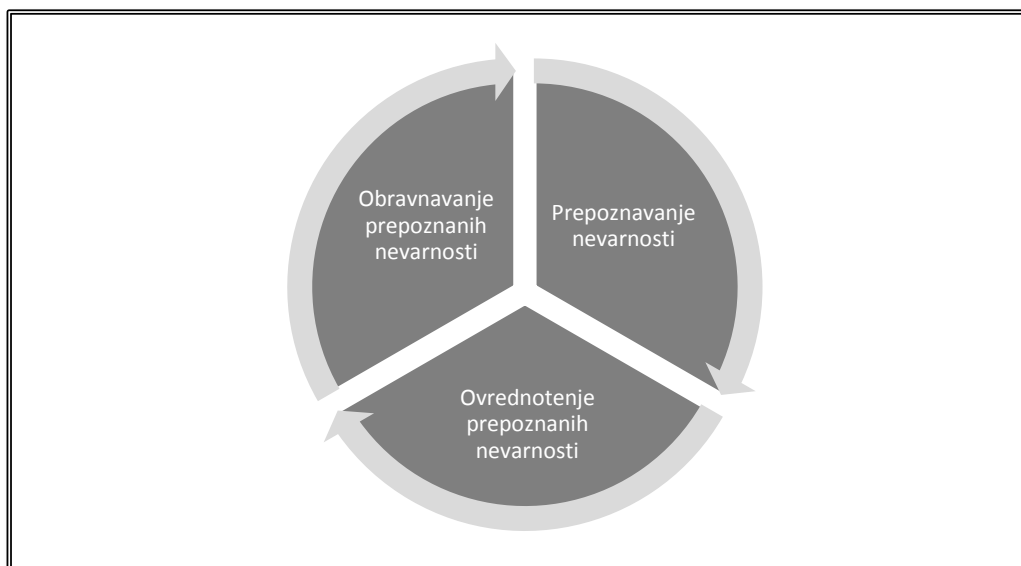 Obravnavanje
prepoznanih
nevarnosti
Prepoznavanje
nevarnosti
Ovrednotenje
prepoznanih
nevarnosti